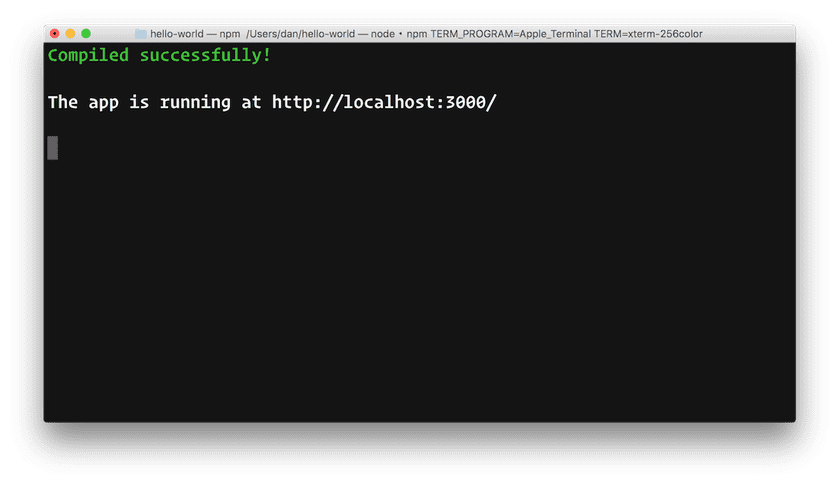 hello-world — npm /Users/dan/hello-world — node • npm TERM_PROGRAM=Apple_Terminal TERM=xterm-256color
Compiled successfully!
The app is running at http://localhost:3000/